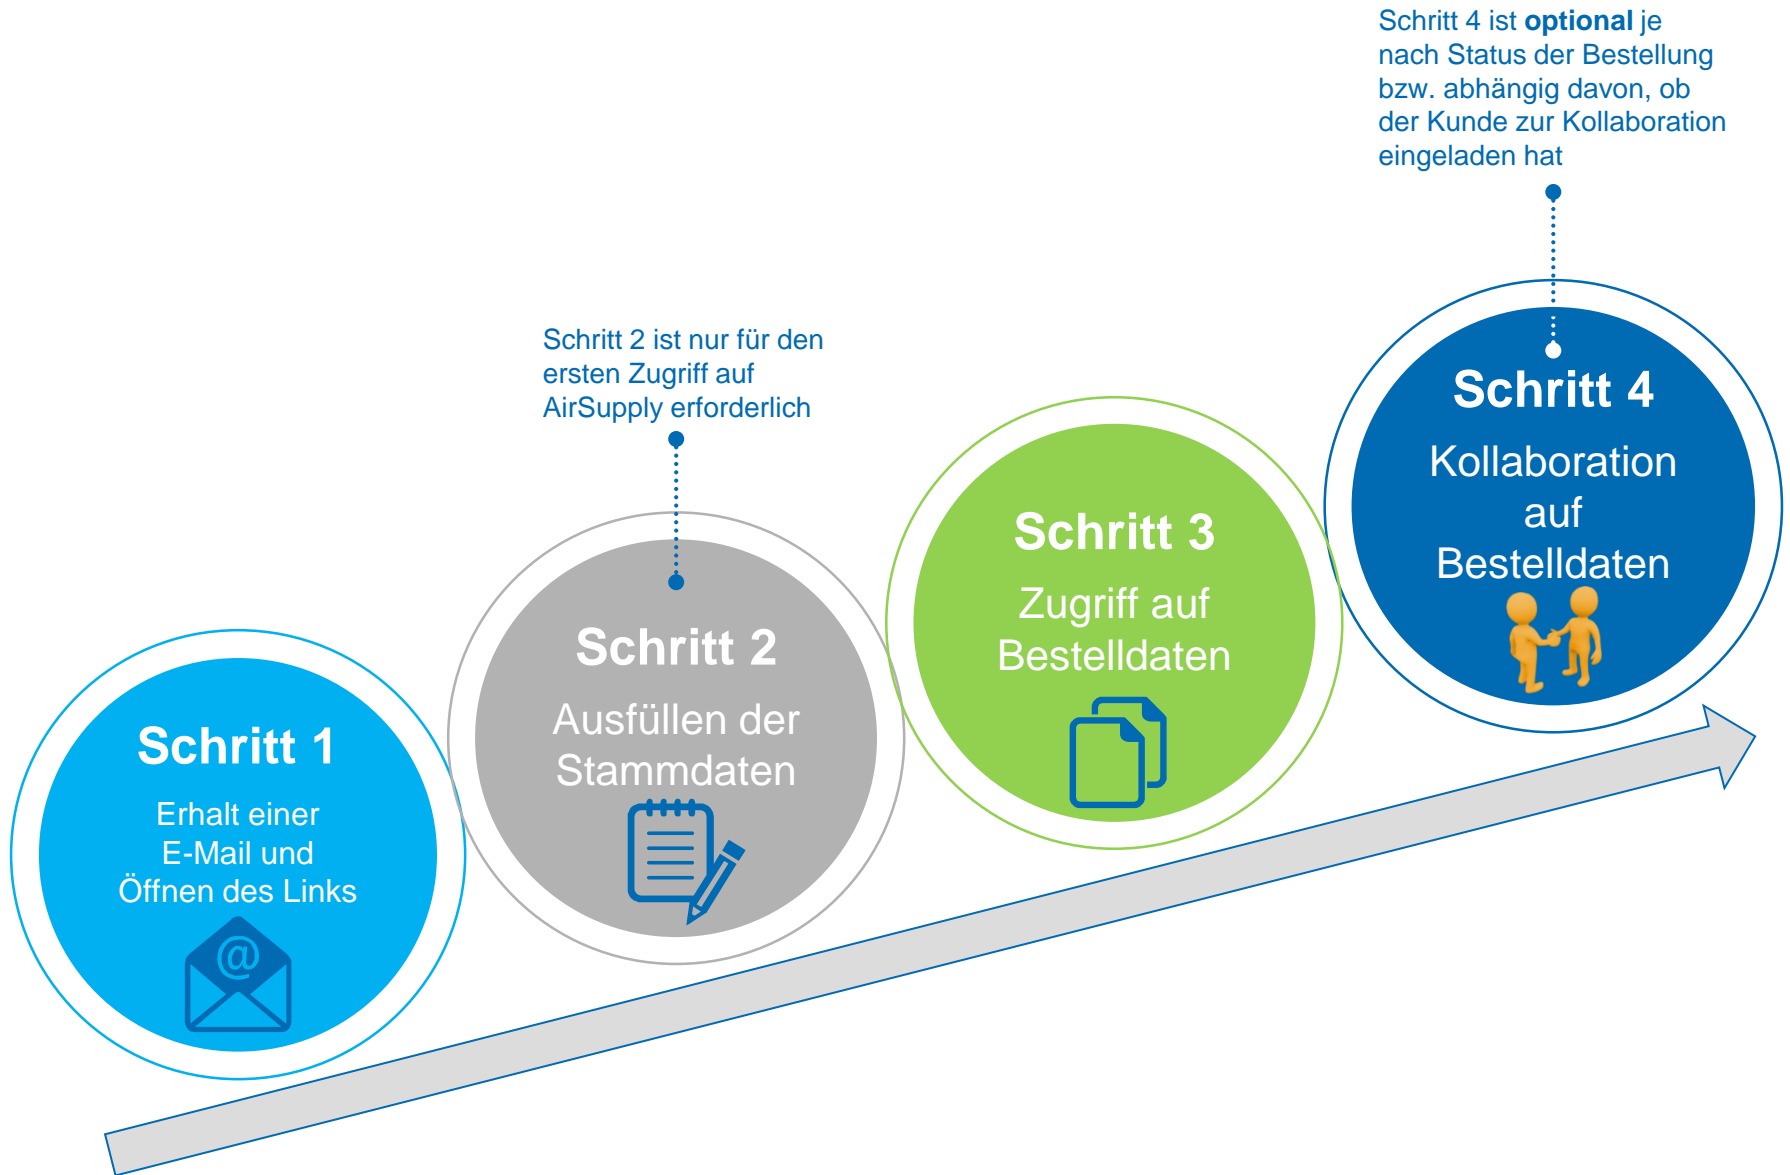 Schritt 4 ist optional je
nach Status der Bestellung
bzw. abhängig davon, ob
der Kunde zur Kollaboration
eingeladen hat
Schritt 2 ist nur für den
ersten Zugriff auf
AirSupply erforderlich
Schritt 1
Erhalt einer
E-Mail und
Öffnen des Links
@
Schritt 2
Ausfüllen der
Stammdaten
Schritt 3
Zugriff auf
Bestelldaten
Schritt 4
Kollaboration
auf
Bestelldaten